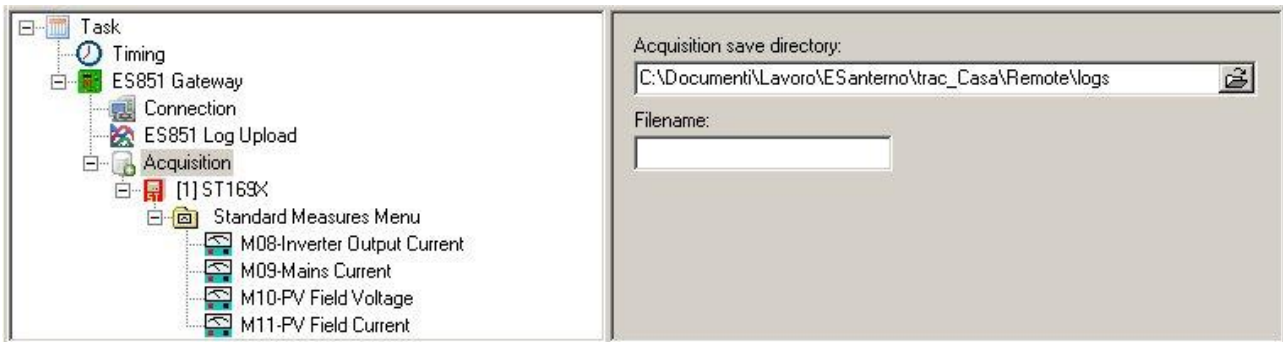 Task
Timing
ES851 Gateway
Connection
ES851 Log Upload
Acquisition
[1] ST169X
Standard Measures Menu
M08-Inverter Output Current
M09-Mains Current
M10-PV Field Voltage
M11-PV Field Current
Acquisition save directory:
C:\Documenti\Lavoro\ESanterno\trac_Casa\Remote\logs
Filename: